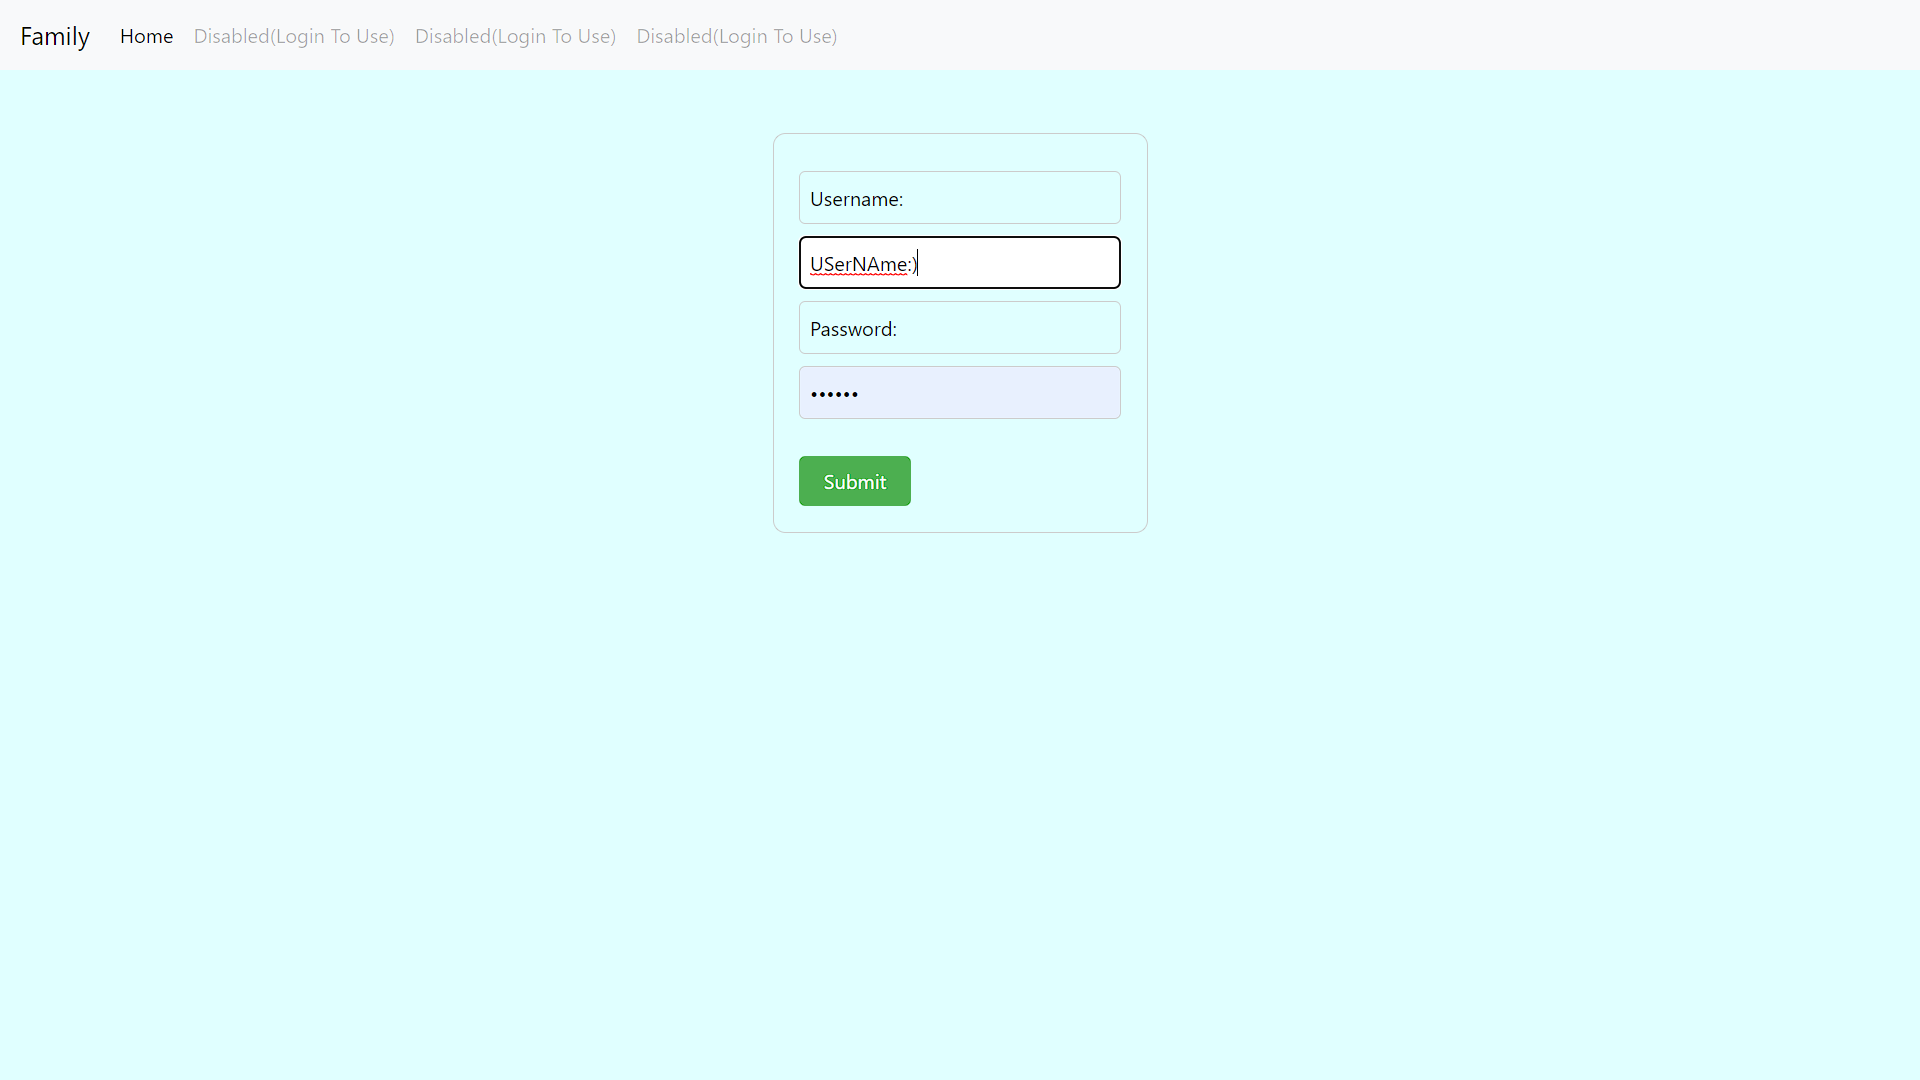 Family Home Disabled(Login To Use) Disabled(Login To Use) Disabled(Login To Use)
Username:
USerNAme:)
Password:
••••••
Submit